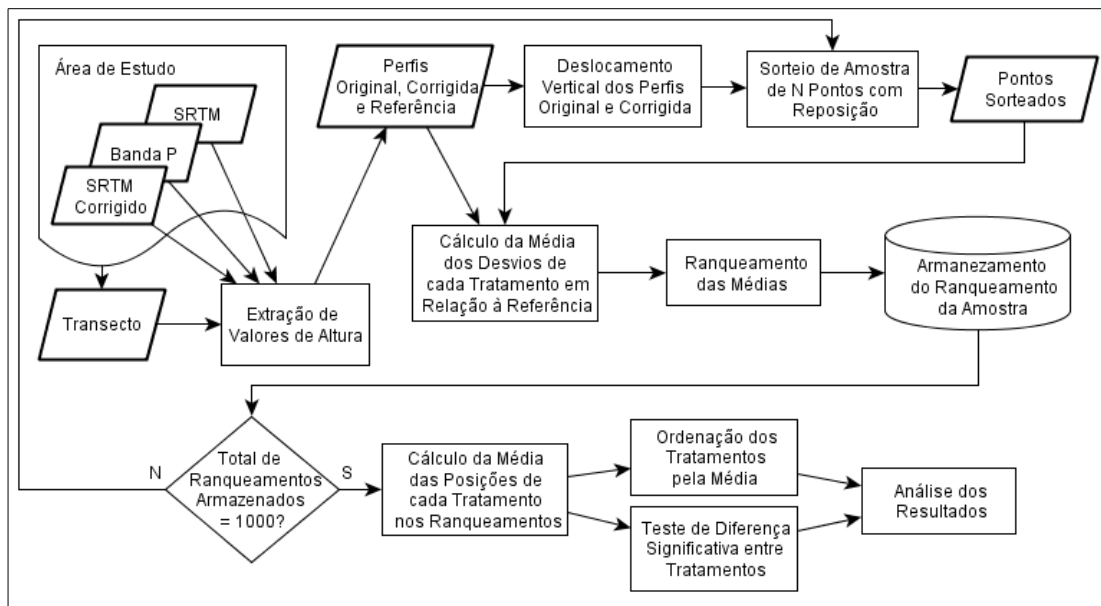 Área de Estudo
SRTM
Banda P
SRTM
Corrigido
Transecto
Extração de
Valores de Altura
Perfis
Original, Corrigida
e Referência
Deslocamento
Vertical dos Perfis
Original e Corrigida
Sorteio de Amostra
de N Pontos com
Reposição
Pontos
Sorteados
Cálculo da Média
dos Desvios de
cada Tratamento em
Relação à Referência
Ranqueamento
das Médias
Armanezamento
do Ranqueamento
da Amostra
N
Total de
Ranqueamentos
Armazenados
= 1000?
S
Cálculo da Média
das Posições de
cada Tratamento
nos Ranqueamentos
Ordenação dos
Tratamentos
pela Média
Teste de Diferença
Significativa entre
Tratamentos
Análise dos
Resultados